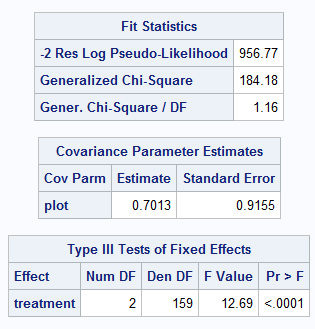 Fit Statistics
-2 Res Log Pseudo-Likelihood 956.77
Generalized Chi-Square 184.18
Gener. Chi-Square / DF 1.16
Covariance Parameter Estimates
Cov Parm Estimate Standard Error
plot 0.7013 0.9155
Type III Tests of Fixed Effects
Effect Num DF Den DF F Value Pr > F
treatment 2 159 12.69 <.0001